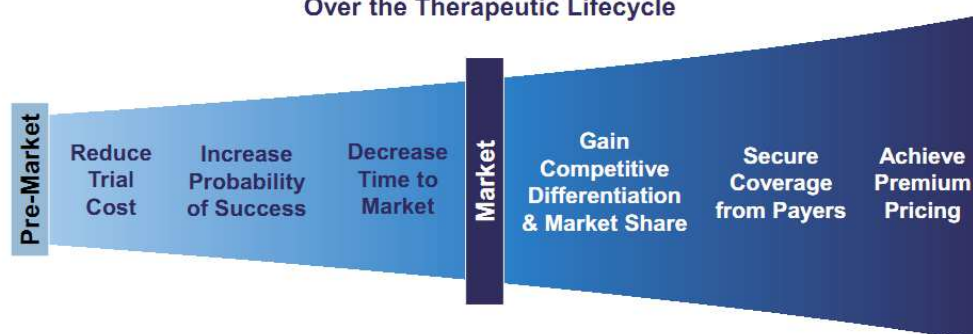 Over the Therapeutic Lifecycle
Pre-Market
Reduce
Trial
Cost
Increase
Probability
of Success
Decrease
Time to
Market
Market
Gain
Competitive
Differentiation
& Market Share
Secure
Coverage
from Payers
Achieve
Premium
Pricing